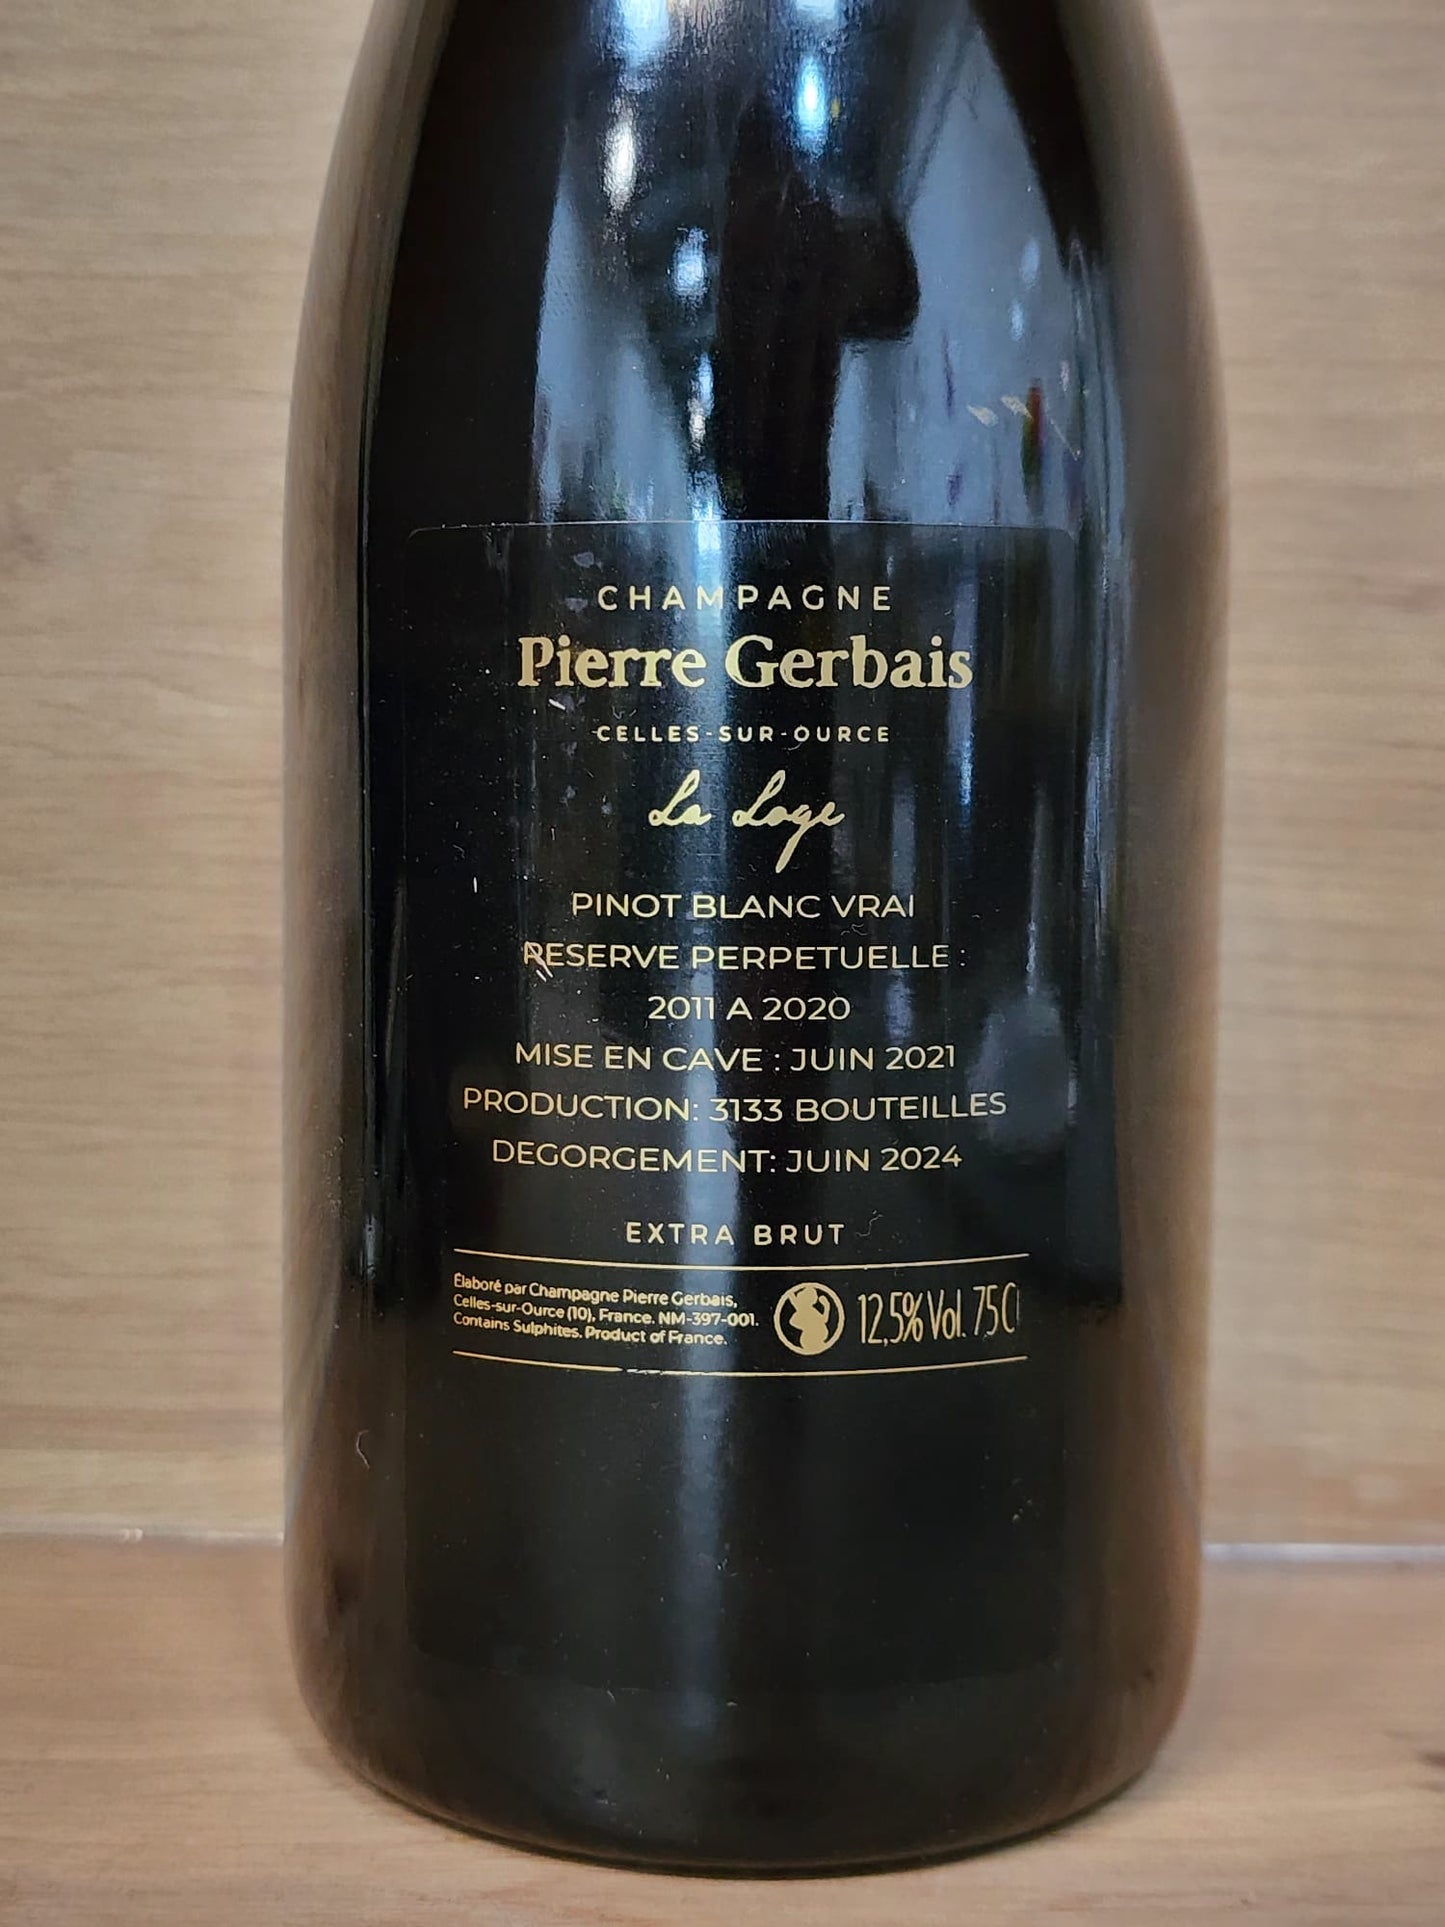 CHAMPAGNE
Pierre Gerbais
CELLES-SUR-OURCE
La Loge
PINOT BLANC VRAI
RESERVE PERPETUELLE :
2011 A 2020
MISE EN CAVE : JUIN 2021
PRODUCTION: 3133 BOUTEILLES
DEGORGEMENT: JUIN 2024
EXTRA BRUT
Élaboré par Champagne Pierre Gerbais,
Celles-sur-Ource (10), France. NM-397-001.
Contains Sulphites. Product of France.
12,5% Vol. 75Cl